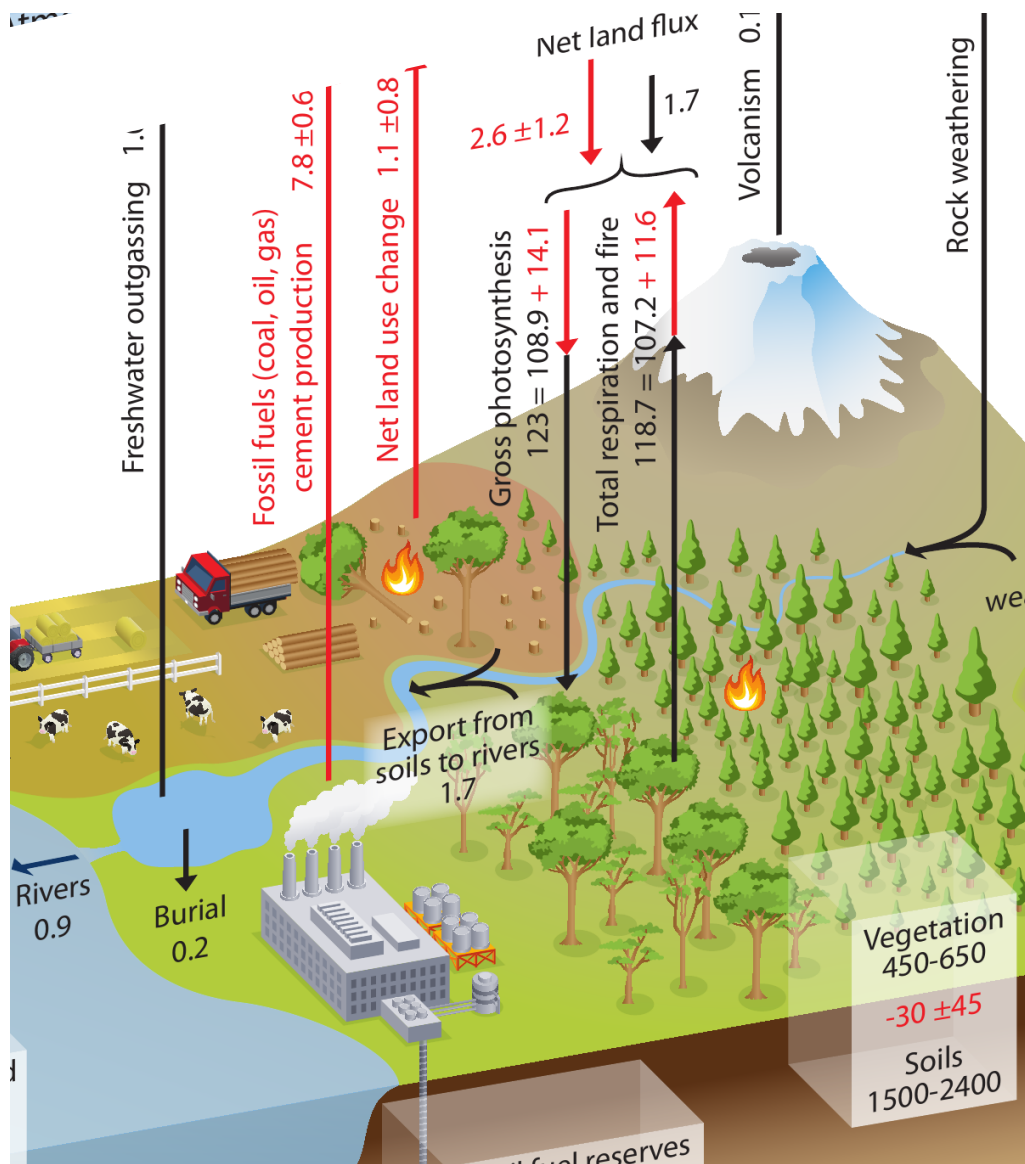 Net land flux
2.6 ±1.2
1.7
Freshwater outgassing
Fossil fuels (coal, oil, gas)
cement production 7.8 ±0.6
Net land use change 1.1 ±0.8
Gross photosynthesis
123 = 108.9 + 14.1
Total respiration and fire
118.7 = 107.2 + 11.6
Volcanism
Rock weathering
Export from
soils to rivers
1.7
Rivers
0.9
Burial
0.2
Vegetation
450-650
-30 ±45
Soils
1500-2400
fuel reserves